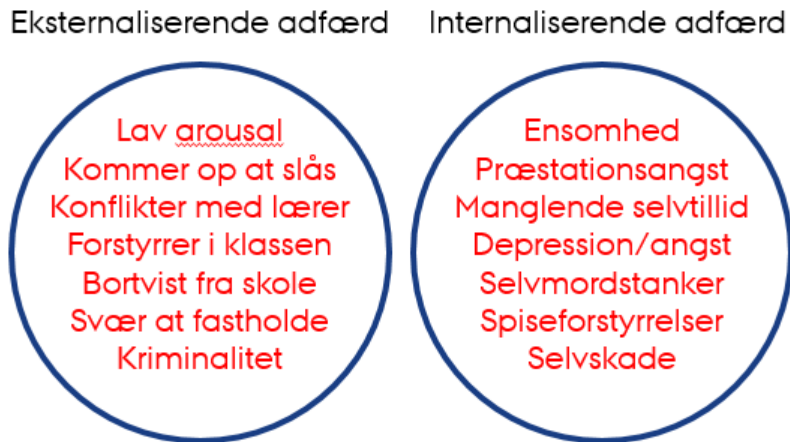 Eksternaliserende adfærd
Lav arousal
Kommer op at slås
Konflikter med lærer
Forstyrrer i klassen
Bortvist fra skole
Svær at fastholde
Kriminalitet
Internaliserende adfærd
Ensomhed
Præstationsangst
Manglende selvtillid
Depression/angst
Selvmordstanker
Spiseforstyrrelser
Selvskade